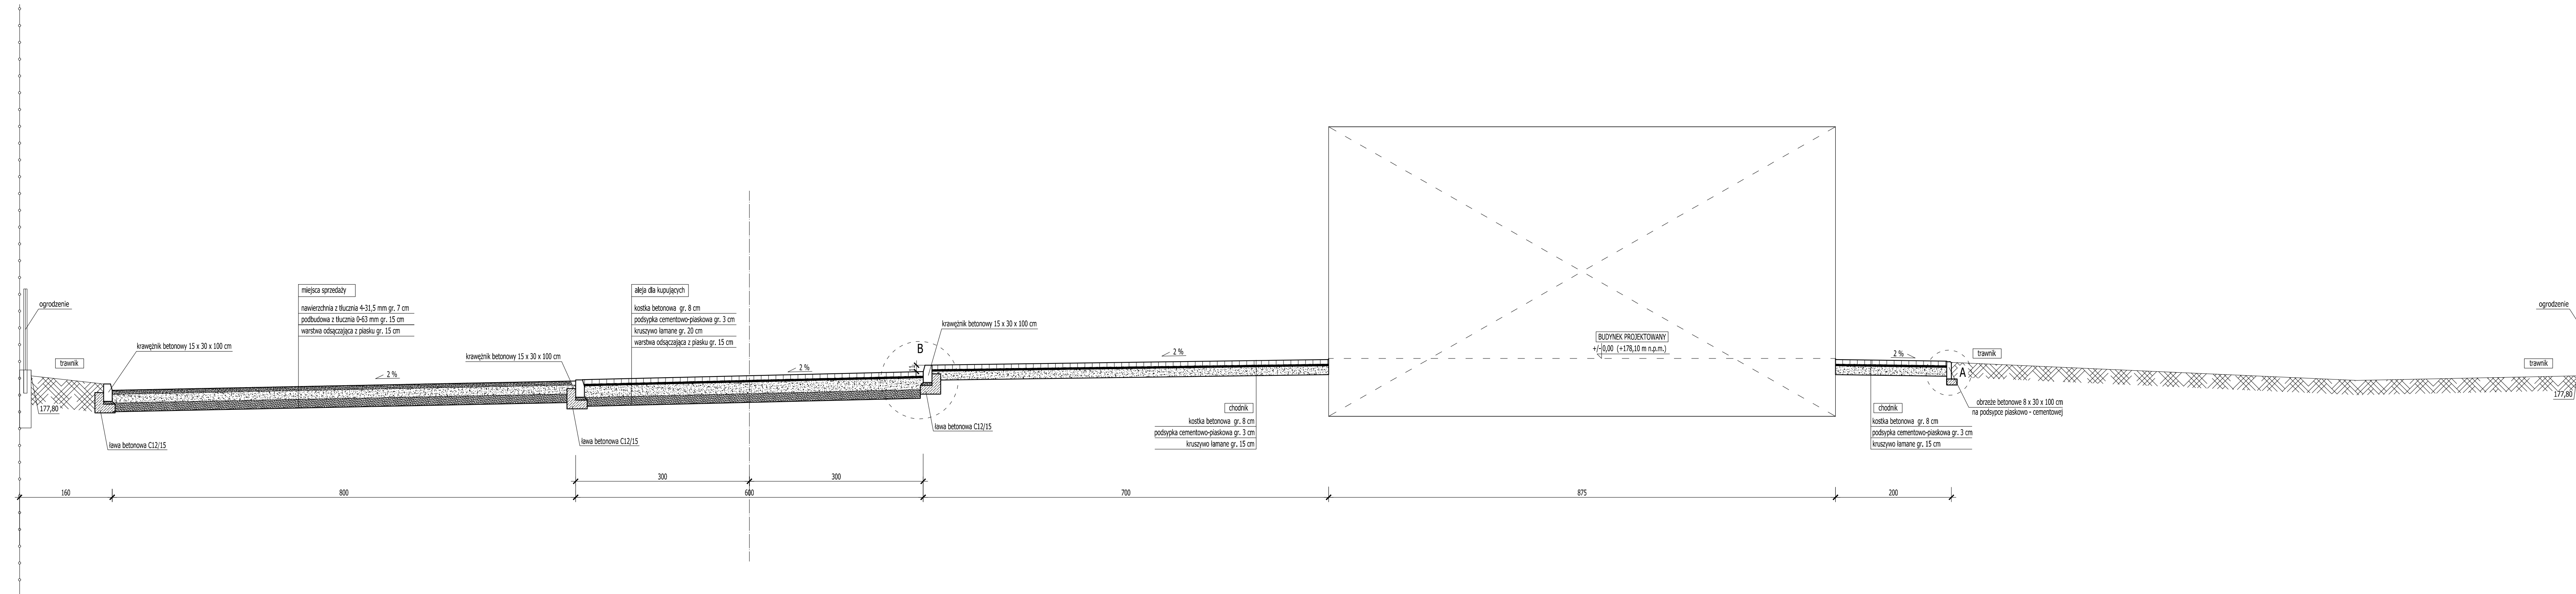 ogrodzenie
trawnik
177,80
krawężnik betonowy 15 x 30 x 100 cm
ława betonowa C12/15
miejsca sprzedaży
nawierzchnia z tłucznia 4-31,5 mm gr. 7 cm
podbudowa z tłucznia 0-63 mm gr. 15 cm
warstwa odsączająca z piasku gr. 15 cm
2 %
krawężnik betonowy 15 x 30 x 100 cm
ława betonowa C12/15
aleja dla kupujących
kostka betonowa gr. 8 cm
podsypka cementowo-piaskowa gr. 3 cm
kruszywo łamane gr. 20 cm
warstwa odsączająca z piasku gr. 15 cm
2 %
B
krawężnik betonowy 15 x 30 x 100 cm
ława betonowa C12/15
2 %
chodnik
kostka betonowa gr. 8 cm
podsypka cementowo-piaskowa gr. 3 cm
kruszywo łamane gr. 15 cm
BUDYNEK PROJEKTOWANY
+/- 0,00 (+178,10 m n.p.m.)
2 %
chodnik
kostka betonowa gr. 8 cm
podsypka cementowo-piaskowa gr. 3 cm
kruszywo łamane gr. 15 cm
trawnik
A
obrzeże betonowe 8 x 30 x 100 cm
na podsypce piaskowo - cementowej
ogrodzenie
trawnik
177,80
300
300
160
800
600
700
875
200